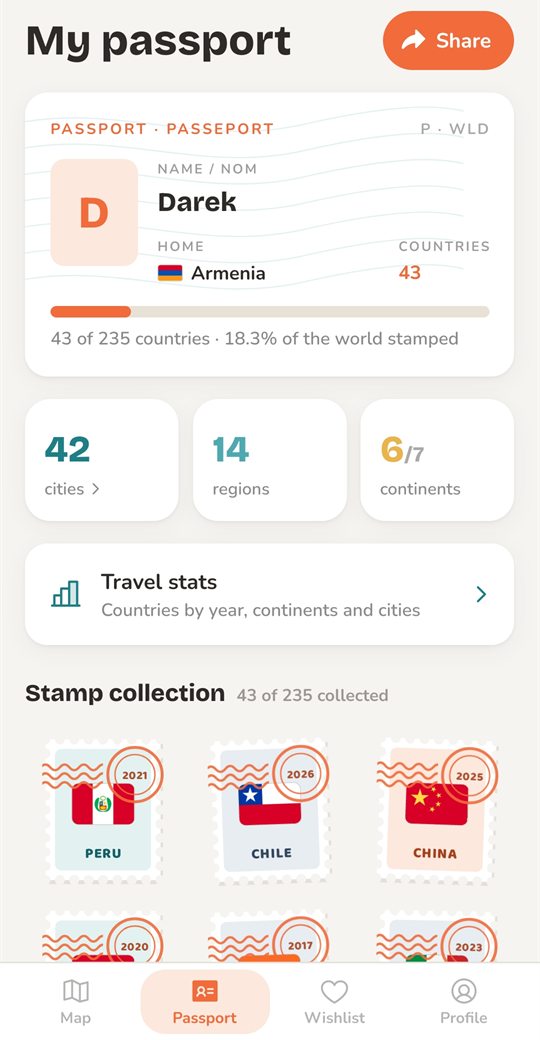 My passport
Share
PASSPORT · PASSEPORT
P · WLD
D
NAME / NOM
Darek
HOME
COUNTRIES
Armenia
43
43 of 235 countries · 18.3% of the world stamped
42
14
6/7
cities
regions
continents
Travel stats
Countries by year, continents and cities
Stamp collection 43 of 235 collected
2021
2026
2025
PERU
CHILE
CHINA
2020
2017
2023
Map
Passport
Wishlist
Profile